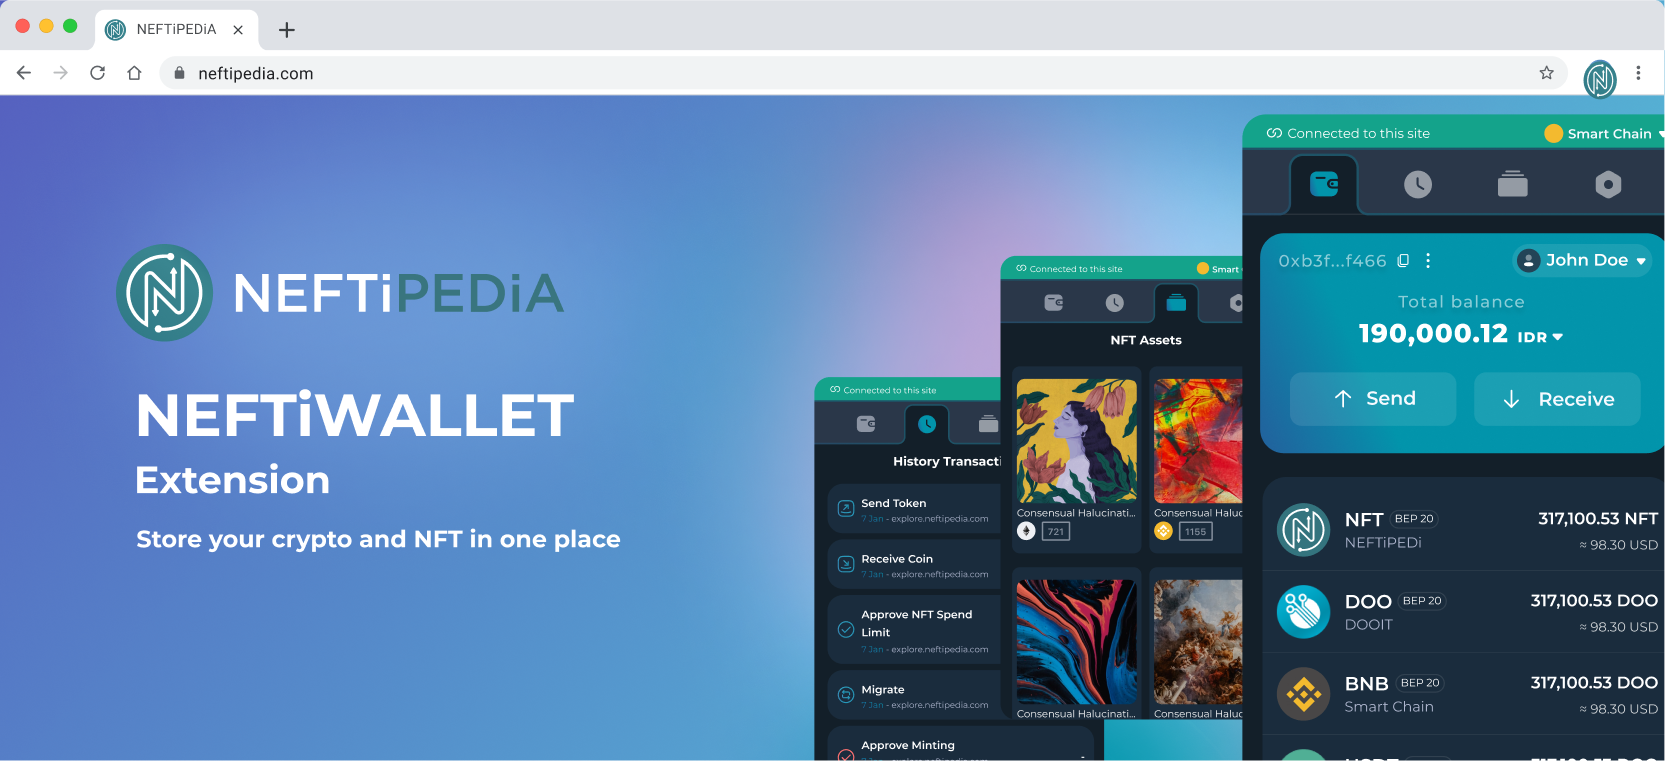 NEFTiPEDiA
neftipedia.com
NEFTiPEDiA
NEFTiWALLET
Extension
Store your crypto and NFT in one place
Connected to this site
History Transacti
Send Token
7 Jan - explore.neftipedia.com
Receive Coin
7 Jan - explore.neftipedia.com
Approve NFT Spend
Limit
7 Jan - explore.neftipedia.com
Migrate
7 Jan - explore.neftipedia.com
Approve Minting
Connected to this site
Smart
NFT Assets
Consensual Halucinati...
721
Consensual Haluc
1155
Consensual Halucinati...
Consensual Haluc
Connected to this site
Smart Chain
0xb3f...f466
John Doe
Total balance
190,000.12 IDR
Send
Receive
NFT BEP 20
NEFTiPEDi
317,100.53 NFT
≈ 98.30 USD
DOO BEP 20
DOOIT
317,100.53 DOO
≈ 98.30 USD
BNB BEP 20
Smart Chain
317,100.53 DOO
≈ 98.30 USD